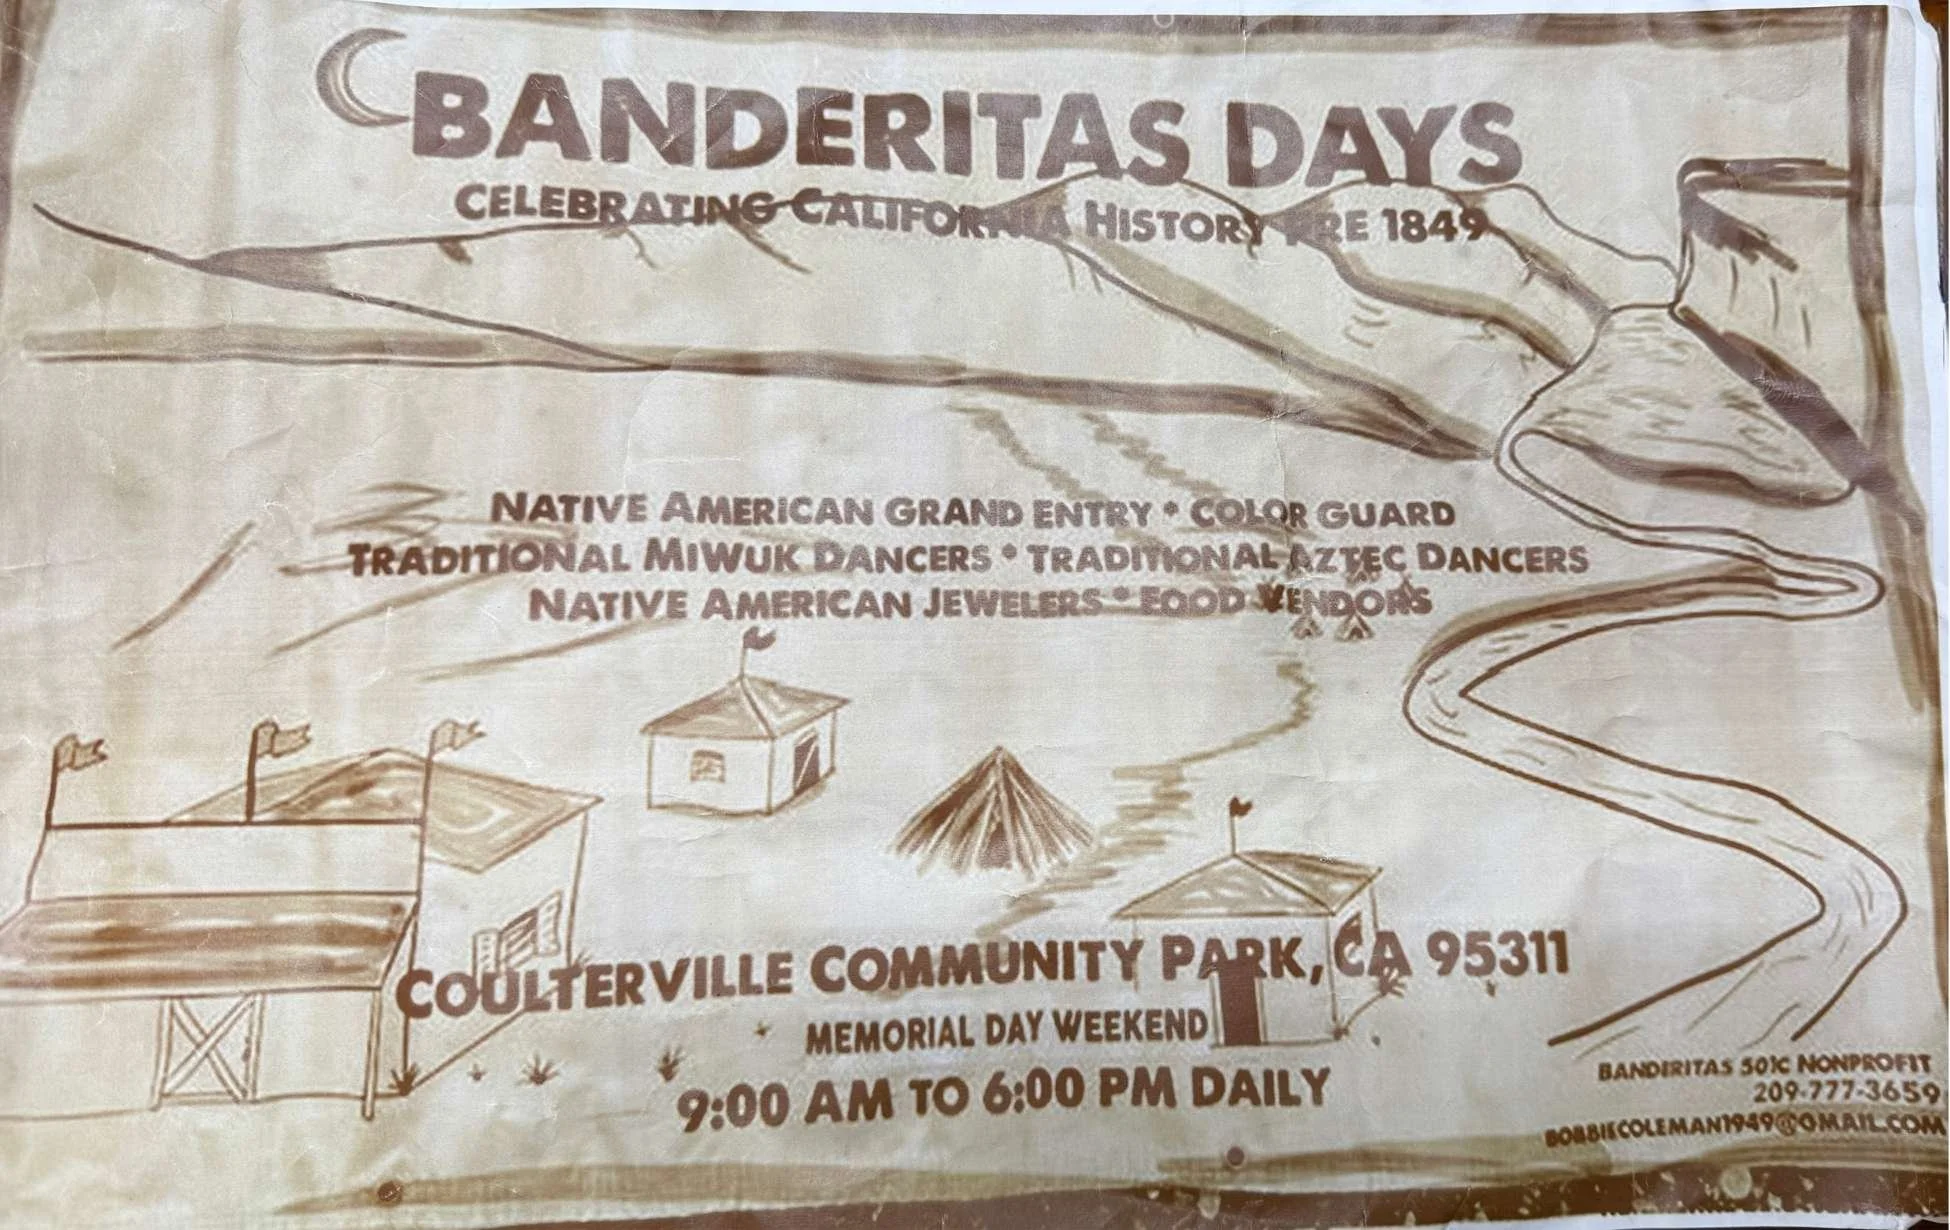 BANDERITAS DAYS
CELEBRATING CALIFORNIA HISTORY PRE 1849
NATIVE AMERICAN GRAND ENTRY • COLOR GUARD
TRADITIONAL MIWUK DANCERS • TRADITIONAL AZTEC DANCERS
NATIVE AMERICAN JEWELERS • FOOD VENDORS
COULTERVILLE COMMUNITY PARK, CA 95311
MEMORIAL DAY WEEKEND
9:00 AM TO 6:00 PM DAILY
BANDERITAS 501C NONPROFIT
209-777-3659
BOBBIECOLEMAN1949@GMAIL.COM